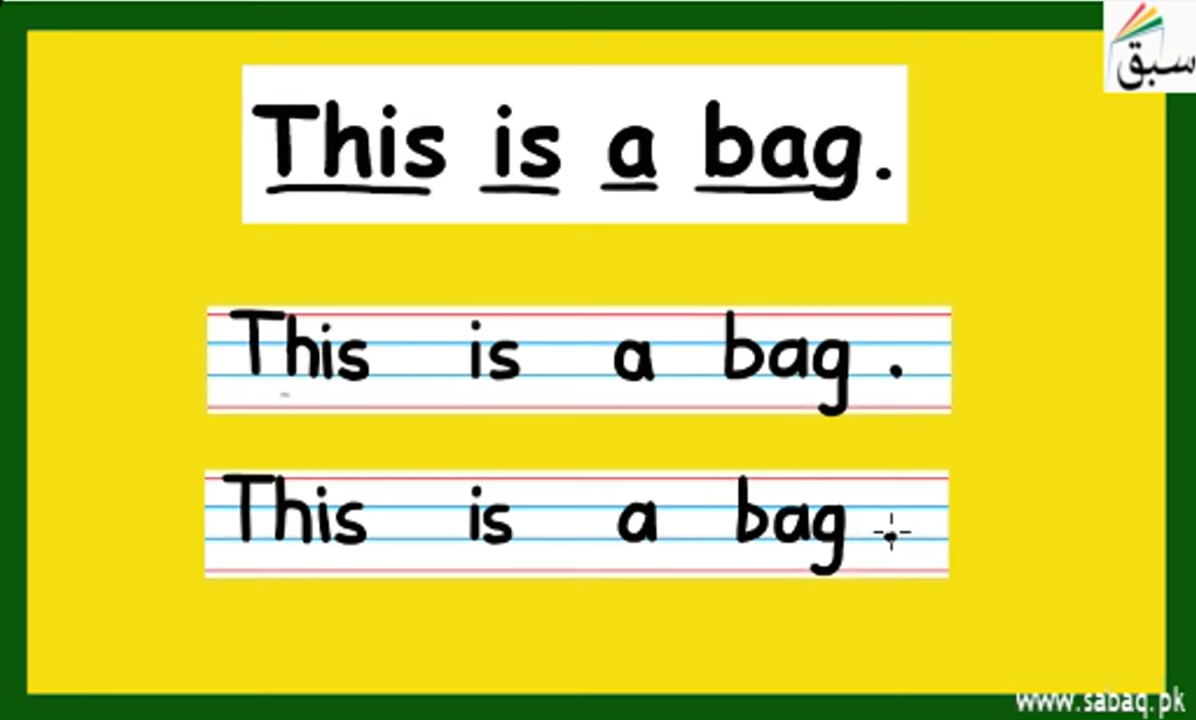 سبق
This is a bag.
This is a bag .
This is a bag .
www.sabaq.pk